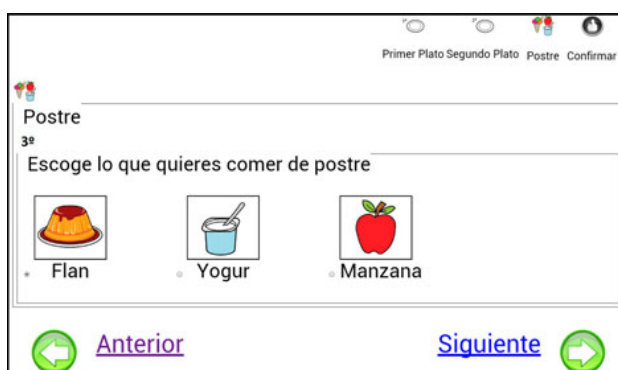 Primer Plato Segundo Plato Postre Confirmar
Postre
3º
Escoge lo que quieres comer de postre
Flan Yogur Manzana
Anterior Siguiente